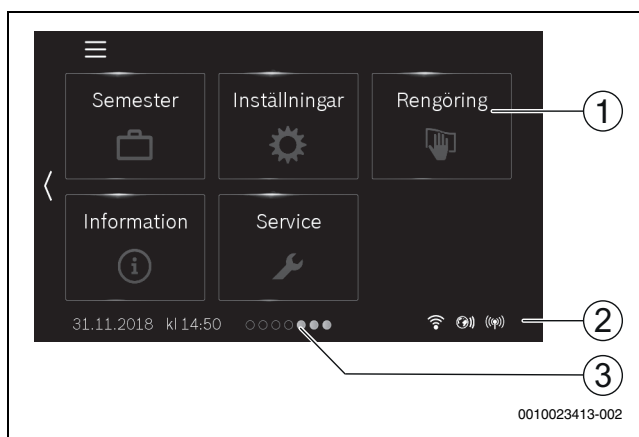 Semester Inställningar Rengöring
1
Information Service
31.11.2018 kl 14:50
2
3
0010023413-002